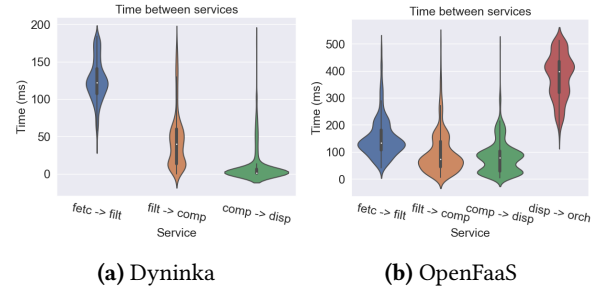 Time between services
Time (ms)
200
150
100
50
0
fetc -> filt
filt -> comp
comp -> disp
Service
(a) Dyninka
Time between services
Time (ms)
500
400
300
200
100
0
fetc -> filt
filt -> comp
comp -> disp
disp -> orch
Service
(b) OpenFaaS